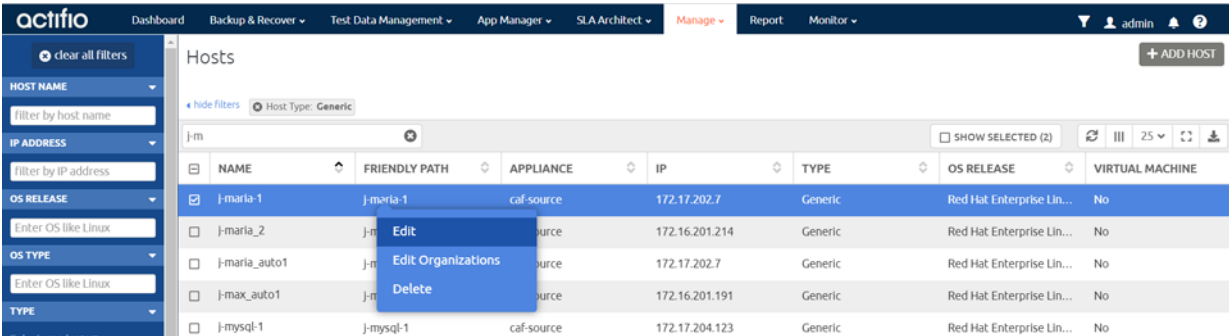 actifio Dashboard Backup & Recover Test Data Management App Manager SLA Architect Manage Report Monitor admin
clear all filters
Hosts
+ ADD HOST
HOST NAME
filter by host name
hide filters Host Type: Generic
IP ADDRESS
j-m SHOW SELECTED (2) 25
filter by IP address
NAME FRIENDLY PATH APPLIANCE IP TYPE OS RELEASE VIRTUAL MACHINE
OS RELEASE
j-maria-1 j-maria-1 caf-source 172.17.202.7 Generic Red Hat Enterprise Lin... No
Enter OS like Linux
Edit
j-maria_2 172.16.201.214 Generic Red Hat Enterprise Lin... No
OS TYPE
Edit Organizations
j-maria_auto1 172.17.202.7 Generic Red Hat Enterprise Lin... No
Enter OS like Linux
Delete
j-max_auto1 172.16.201.191 Generic Red Hat Enterprise Lin... No
TYPE
j-mysql-1 j-mysql-1 caf-source 172.17.204.123 Generic Red Hat Enterprise Lin... No